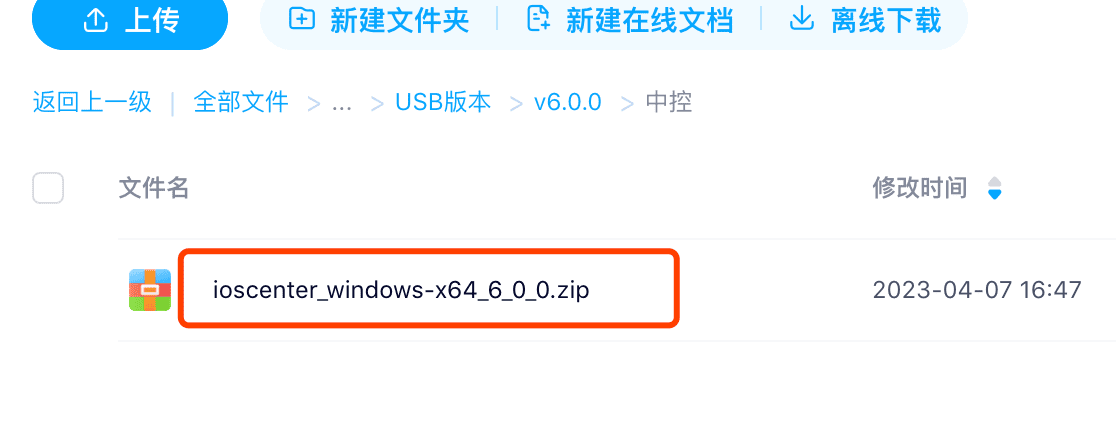 上传 新建文件夹 | 新建在线文档 | 离线下载
返回上一级 | 全部文件 > ... > USB版本 > v6.0.0 > 中控
文件名 修改时间
ioscenter_windows-x64_6_0_0.zip 2023-04-07 16:47